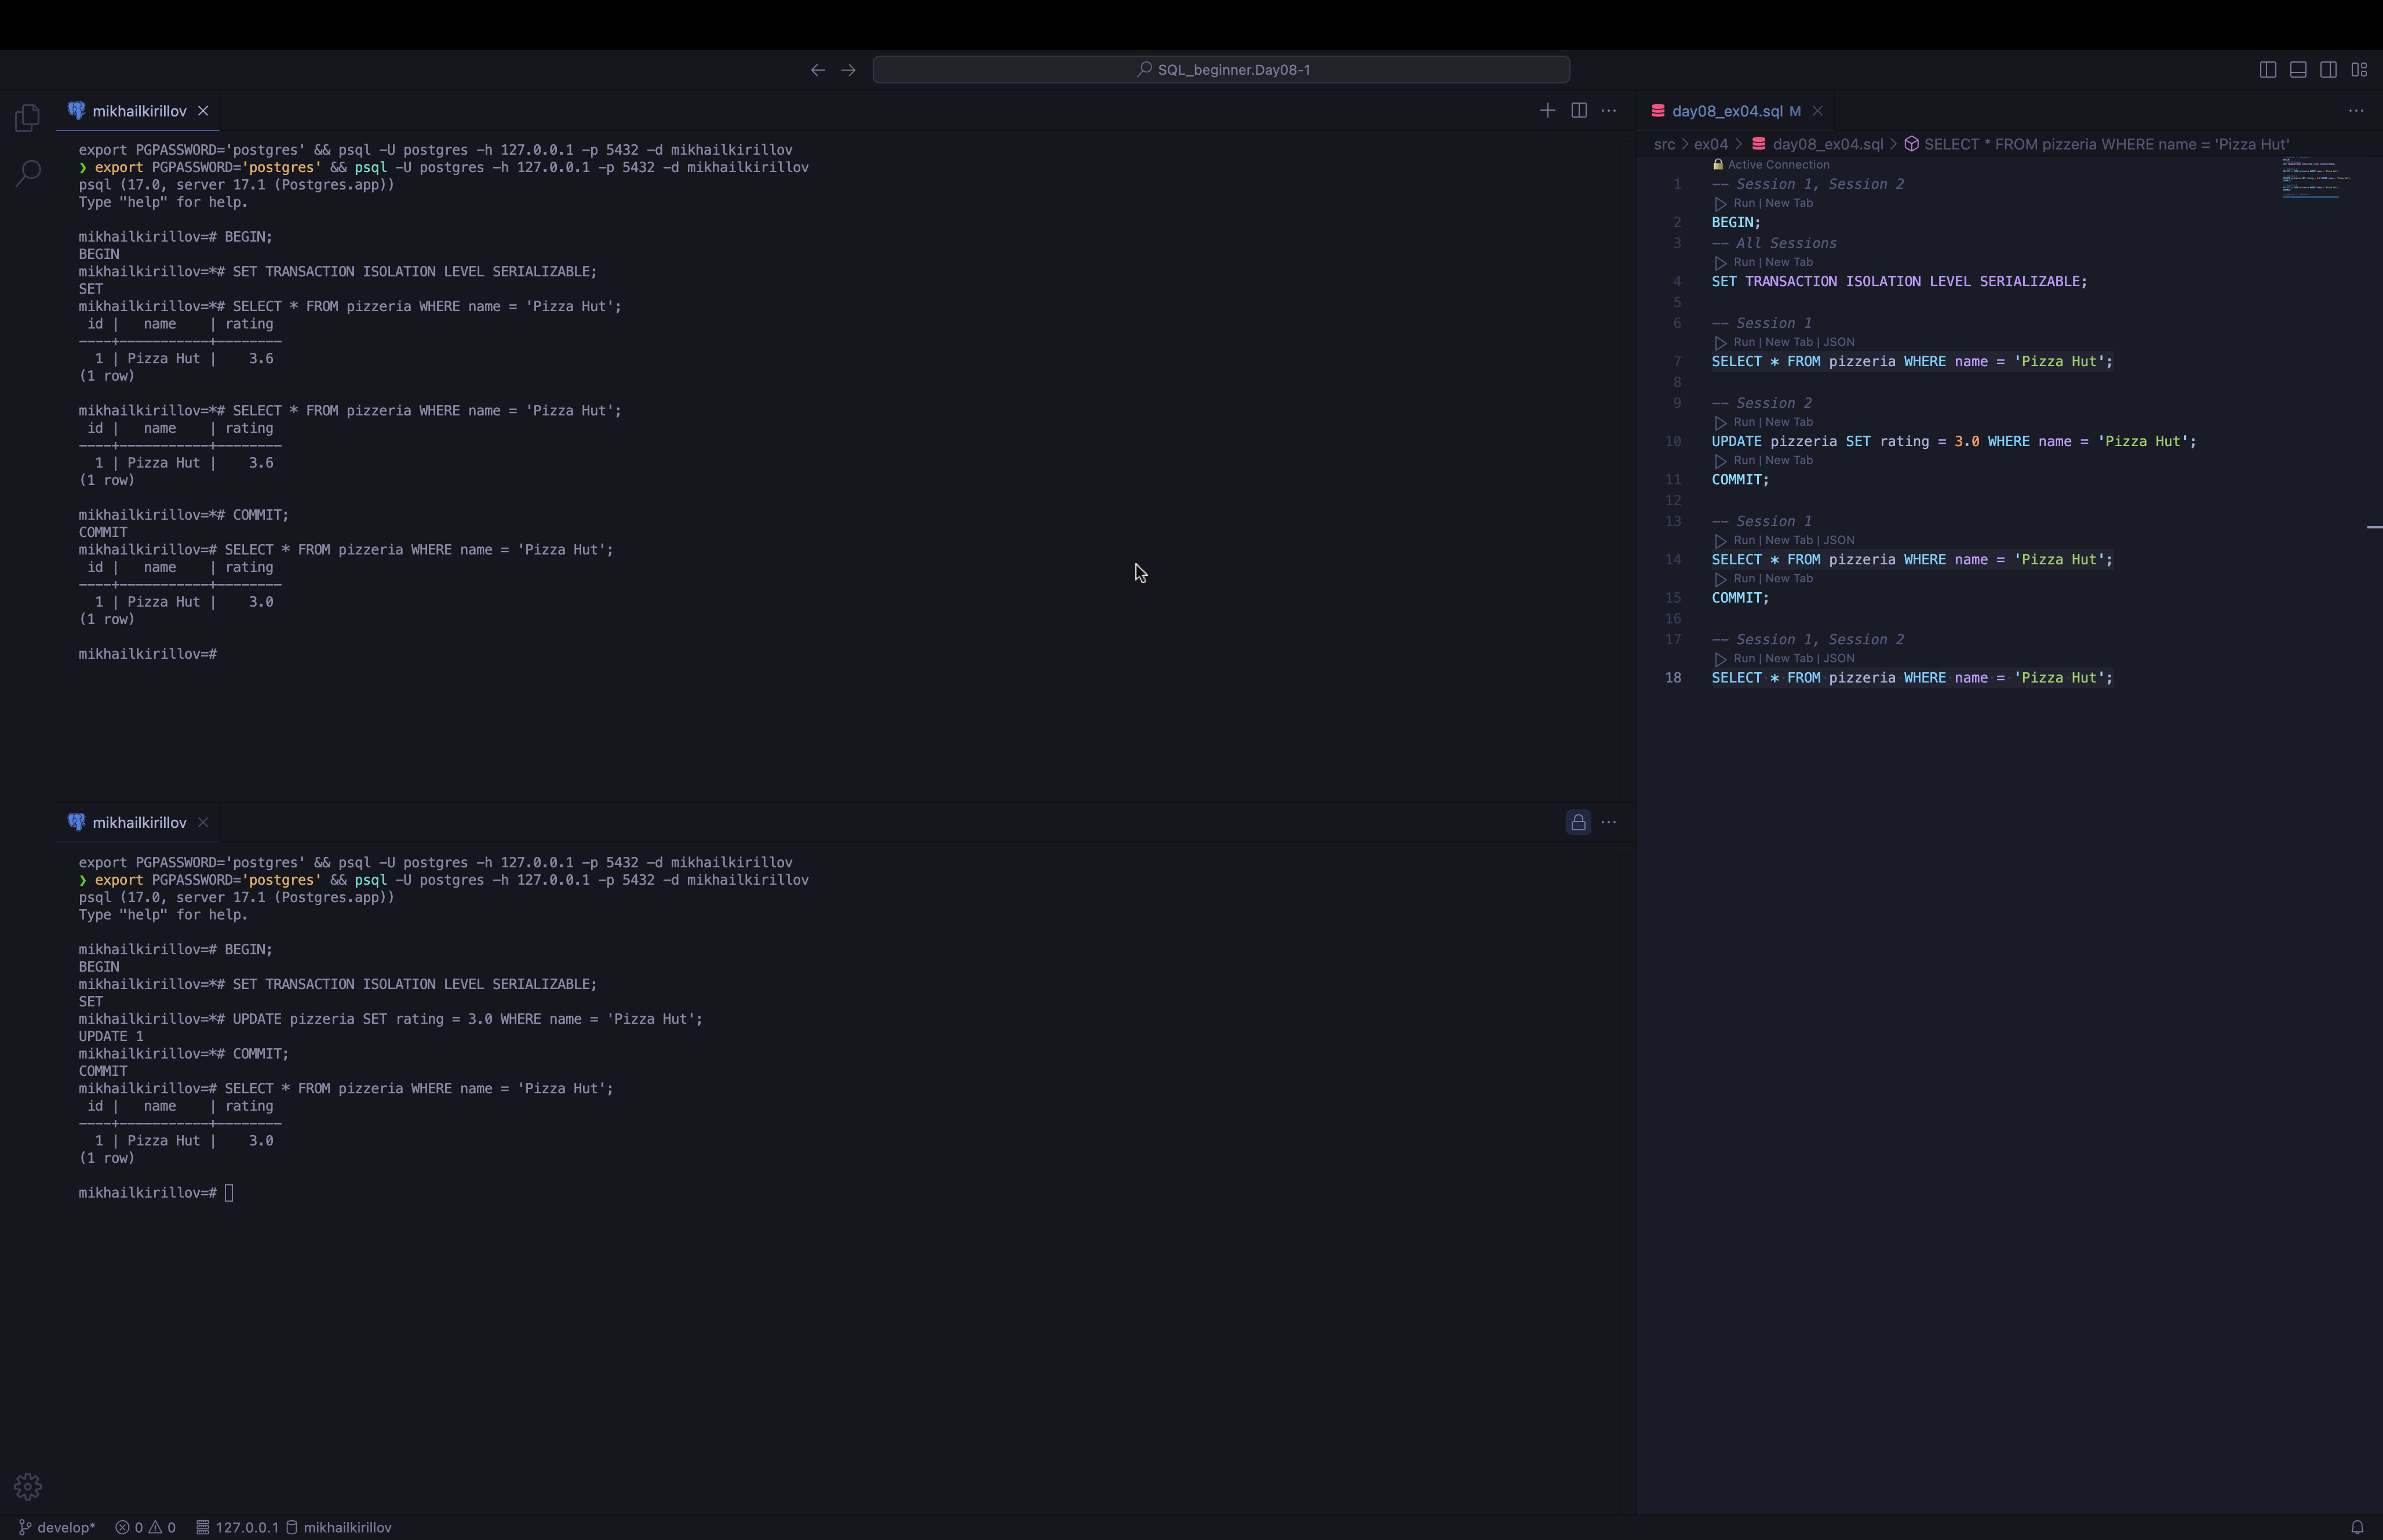 SQL_beginner.Day08-1
mikhailkirillov
export PGPASSWORD='postgres' && psql -U postgres -h 127.0.0.1 -p 5432 -d mikhailkirillov
❯ export PGPASSWORD='postgres' && psql -U postgres -h 127.0.0.1 -p 5432 -d mikhailkirillov
psql (17.0, server 17.1 (Postgres.app))
Type "help" for help.
mikhailkirillov=# BEGIN;
BEGIN
mikhailkirillov=*# SET TRANSACTION ISOLATION LEVEL SERIALIZABLE;
SET
mikhailkirillov=*# SELECT * FROM pizzeria WHERE name = 'Pizza Hut';
 id |   name    | rating
----+-----------+--------
  1 | Pizza Hut |    3.6
(1 row)
mikhailkirillov=*# SELECT * FROM pizzeria WHERE name = 'Pizza Hut';
 id |   name    | rating
----+-----------+--------
  1 | Pizza Hut |    3.6
(1 row)
mikhailkirillov=*# COMMIT;
COMMIT
mikhailkirillov=# SELECT * FROM pizzeria WHERE name = 'Pizza Hut';
 id |   name    | rating
----+-----------+--------
  1 | Pizza Hut |    3.0
(1 row)
mikhailkirillov=#
mikhailkirillov
export PGPASSWORD='postgres' && psql -U postgres -h 127.0.0.1 -p 5432 -d mikhailkirillov
❯ export PGPASSWORD='postgres' && psql -U postgres -h 127.0.0.1 -p 5432 -d mikhailkirillov
psql (17.0, server 17.1 (Postgres.app))
Type "help" for help.
mikhailkirillov=# BEGIN;
BEGIN
mikhailkirillov=*# SET TRANSACTION ISOLATION LEVEL SERIALIZABLE;
SET
mikhailkirillov=*# UPDATE pizzeria SET rating = 3.0 WHERE name = 'Pizza Hut';
UPDATE 1
mikhailkirillov=*# COMMIT;
COMMIT
mikhailkirillov=# SELECT * FROM pizzeria WHERE name = 'Pizza Hut';
 id |   name    | rating
----+-----------+--------
  1 | Pizza Hut |    3.0
(1 row)
mikhailkirillov=#
day08_ex04.sql M
src > ex04 > day08_ex04.sql > SELECT * FROM pizzeria WHERE name = 'Pizza Hut'
Active Connection
1 -- Session 1, Session 2
Run | New Tab
2 BEGIN;
3 -- All Sessions
Run | New Tab
4 SET TRANSACTION ISOLATION LEVEL SERIALIZABLE;
5
6 -- Session 1
Run | New Tab | JSON
7 SELECT * FROM pizzeria WHERE name = 'Pizza Hut';
8
9 -- Session 2
Run | New Tab
10 UPDATE pizzeria SET rating = 3.0 WHERE name = 'Pizza Hut';
Run | New Tab
11 COMMIT;
12
13 -- Session 1
Run | New Tab | JSON
14 SELECT * FROM pizzeria WHERE name = 'Pizza Hut';
Run | New Tab
15 COMMIT;
16
17 -- Session 1, Session 2
Run | New Tab | JSON
18 SELECT * FROM pizzeria WHERE name = 'Pizza Hut';
develop* 0 0 127.0.0.1 mikhailkirillov